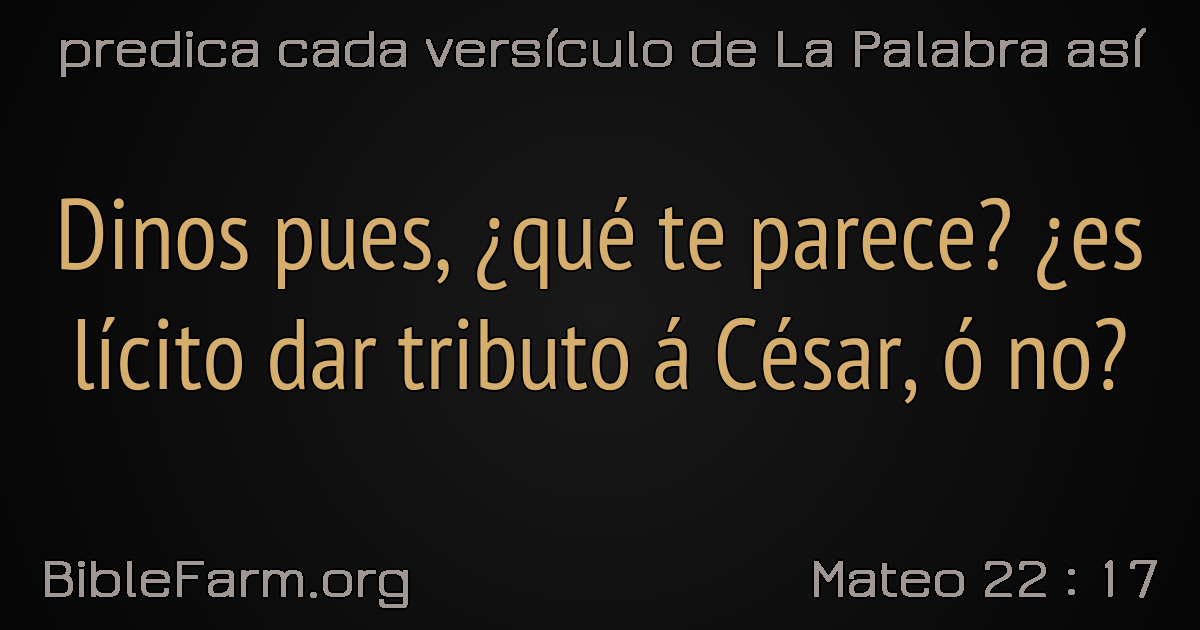 predica cada versículo de La Palabra así
Dinos pues, ¿qué te parece? ¿es
lícito dar tributo á César, ó no?
BibleFarm.org
Mateo 22 : 17